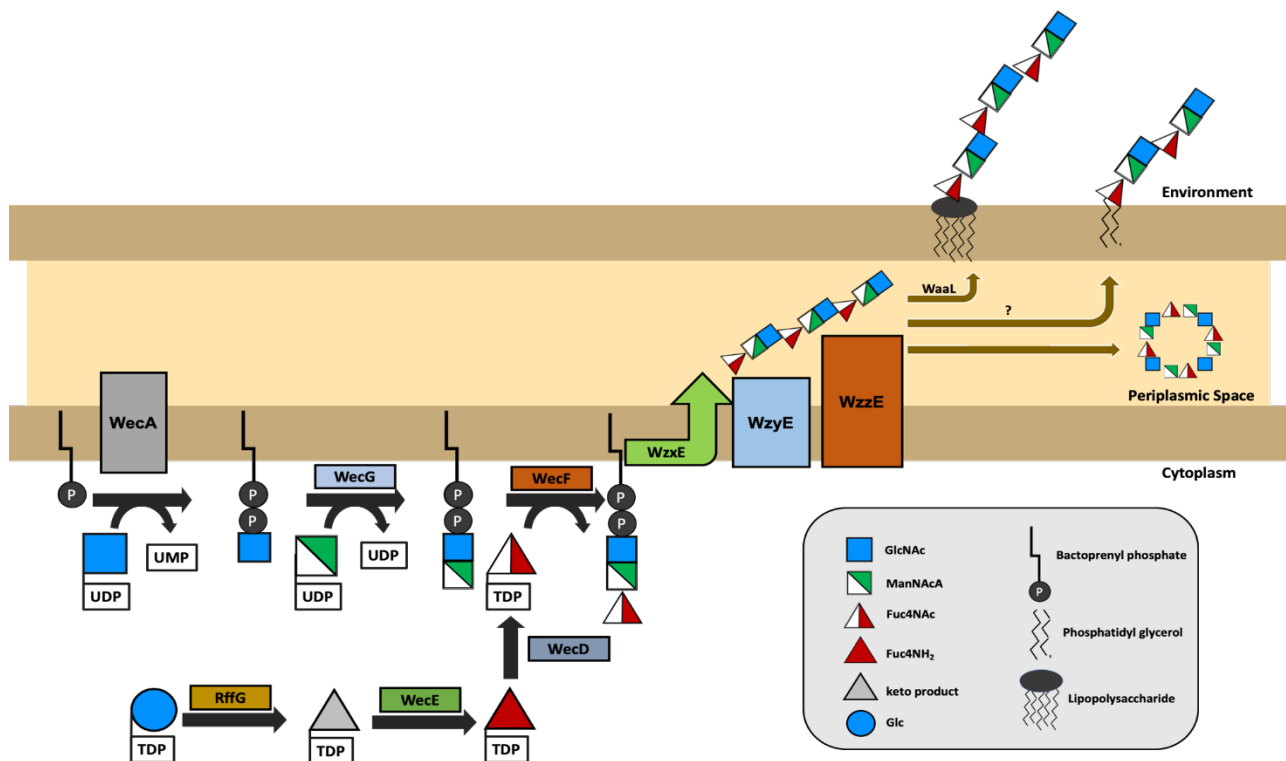 Environment
WaaL
?
Periplasmic Space
WecA
WzyE
WzzE
WzxE
Cytoplasm
P
WecG
WecF
P
P
P
P
P
P
UMP
UDP
UDP
UDP
TDP
WecD
RffG
WecE
TDP
TDP
TDP
GlcNAc
ManNAcA
Fuc4NAc
Fuc4NH₂
keto product
Glc
Bactoprenyl phosphate
P
Phosphatidyl glycerol
Lipopolysaccharide